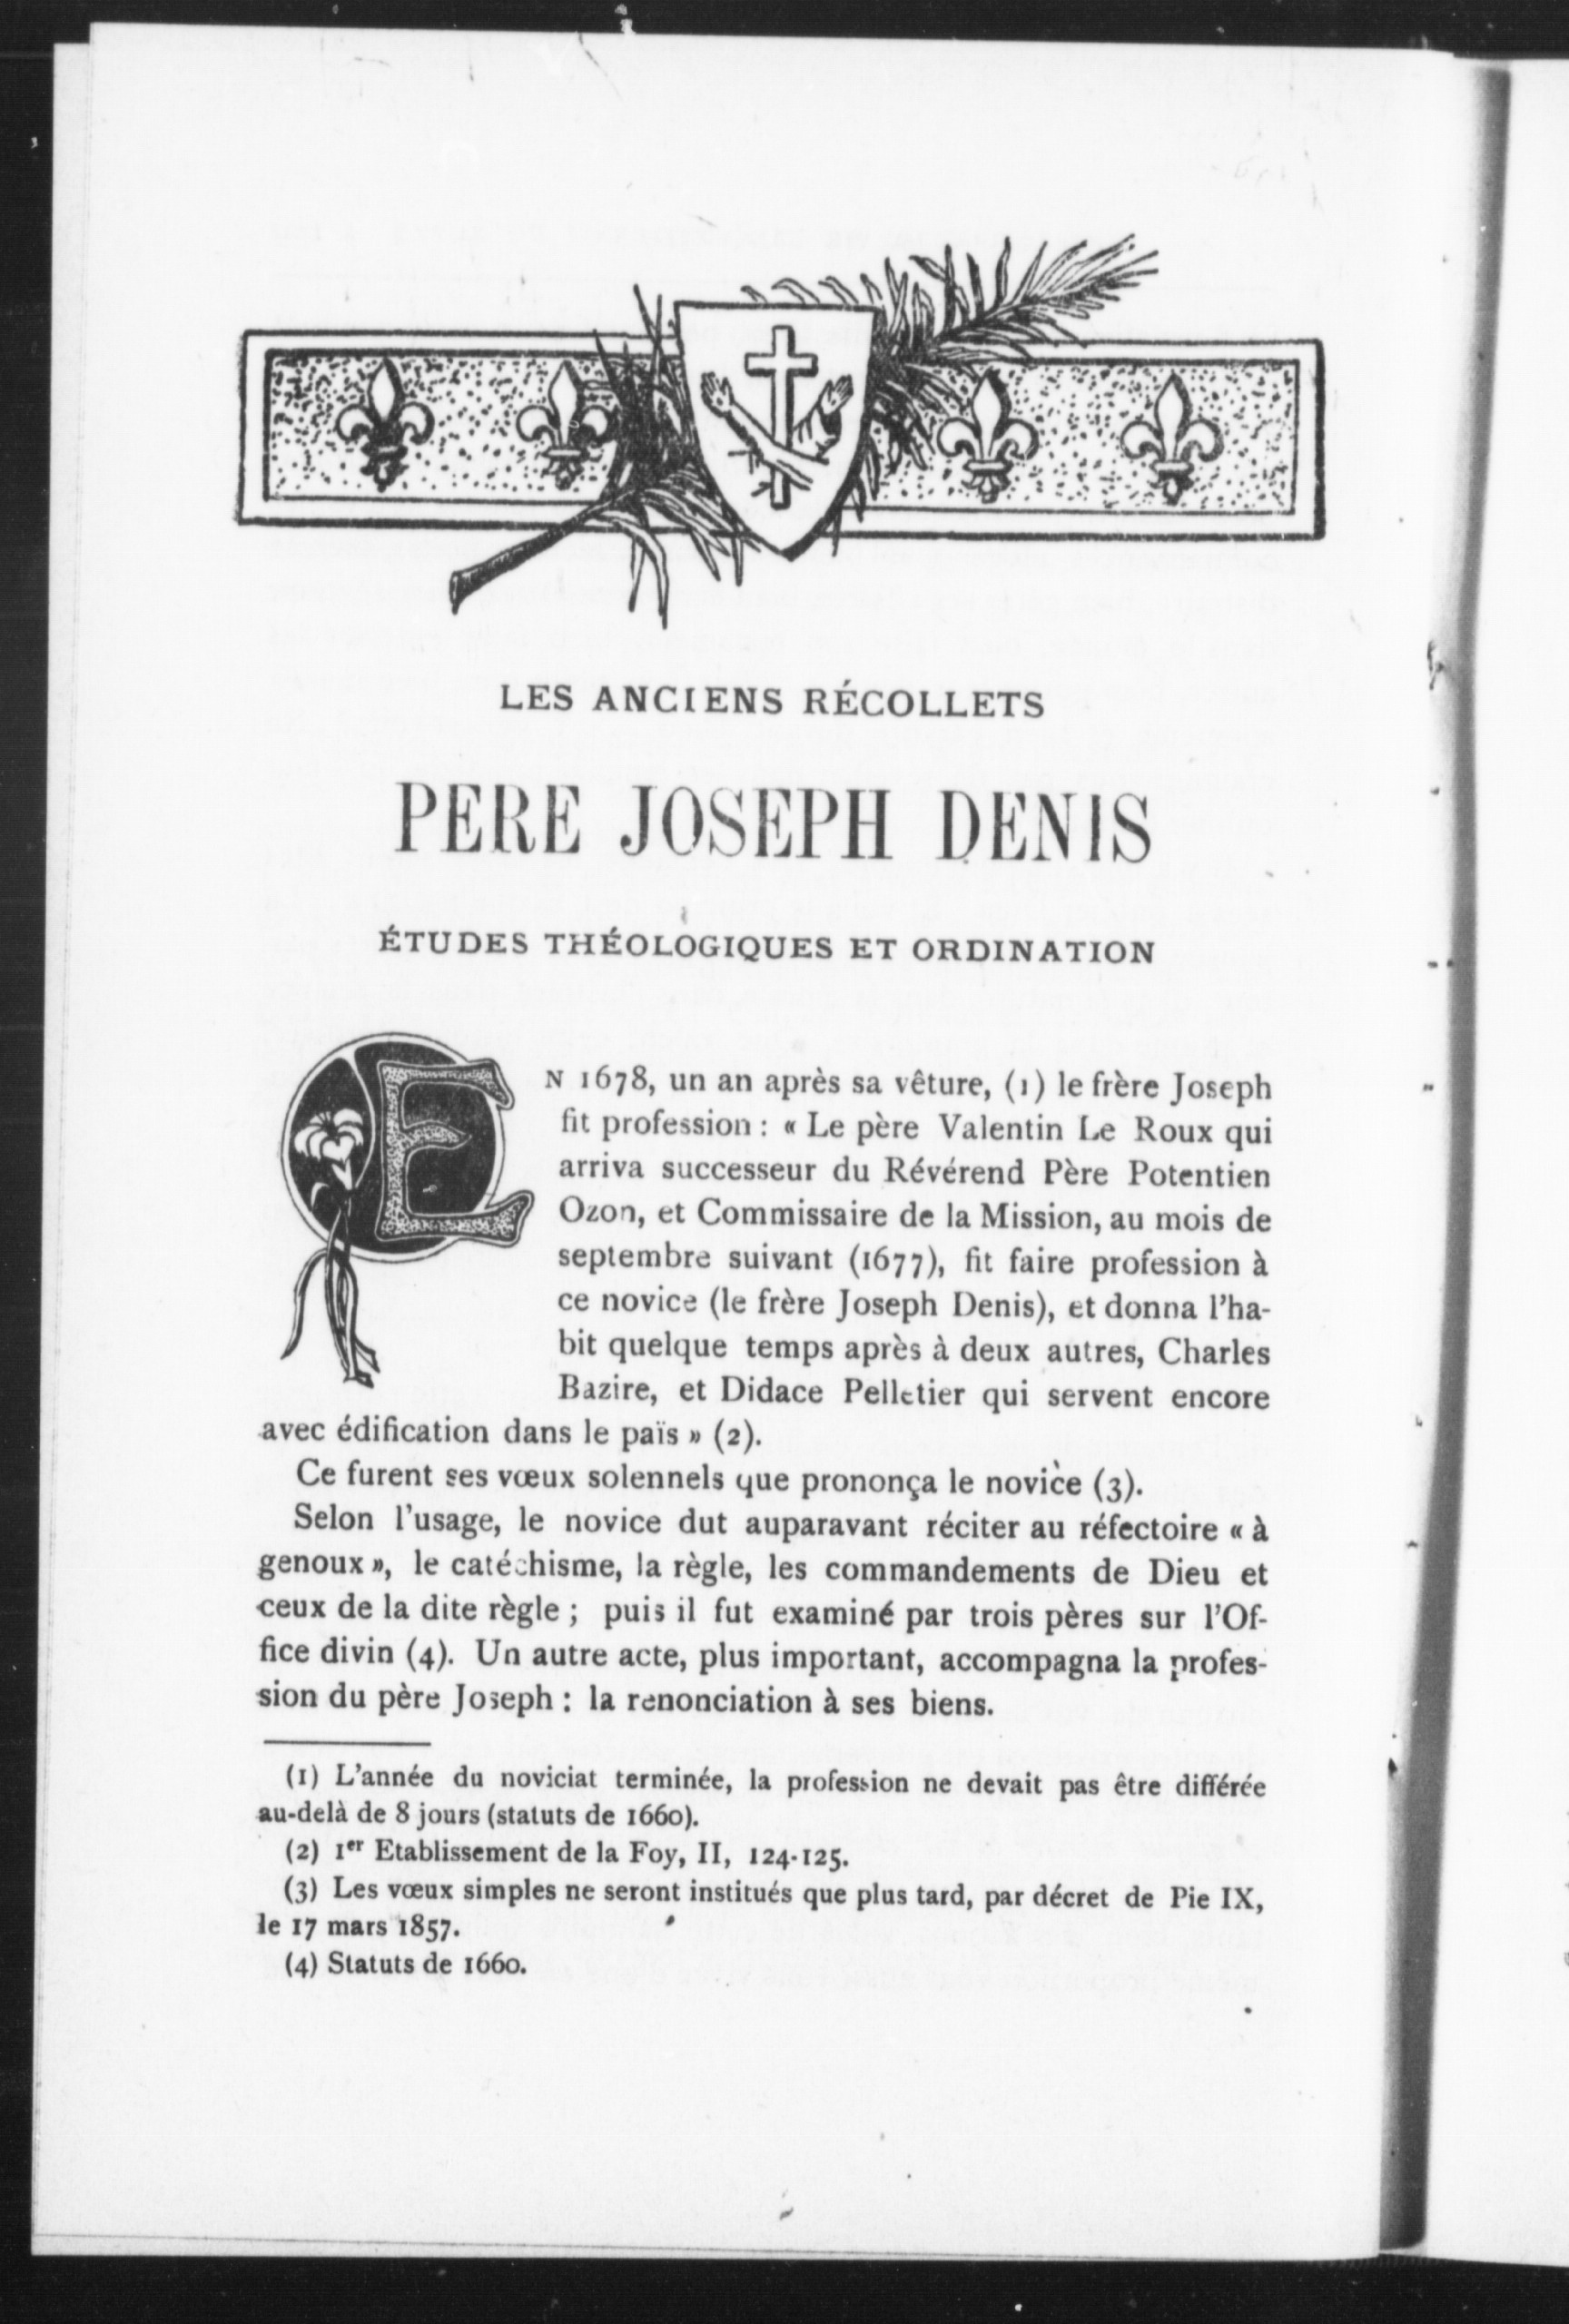 LES ANCIENS RÉCOLLETS
PERE JOSEPH DENIS
ÉTUDES THÉOLOGIQUES ET ORDINATION
EN 1678, un an après sa vêture, (1) le frère Joseph
fit profession : « Le père Valentin Le Roux qui
arriva successeur du Révérend Père Potentien
Ozon, et Commissaire de la Mission, au mois de
septembre suivant (1677), fit faire profession à
ce novice (le frère Joseph Denis), et donna l'ha-
bit quelque temps après à deux autres, Charles
Bazire, et Didace Pelletier qui servent encore
avec édification dans le païs » (2).
Ce furent ses vœux solennels que prononça le novice (3).
Selon l'usage, le novice dut auparavant réciter au réfectoire « à
genoux », le catéchisme, la règle, les commandements de Dieu et
ceux de la dite règle ; puis il fut examiné par trois pères sur l'Of-
fice divin (4). Un autre acte, plus important, accompagna la profes-
sion du père Joseph : la renonciation à ses biens.
(1) L'année du noviciat terminée, la profession ne devait pas être différée
au-delà de 8 jours (statuts de 1660).
(2) 1er Etablissement de la Foy, II, 124-125.
(3) Les vœux simples ne seront institués que plus tard, par décret de Pie IX,
le 17 mars 1857.
(4) Statuts de 1660.